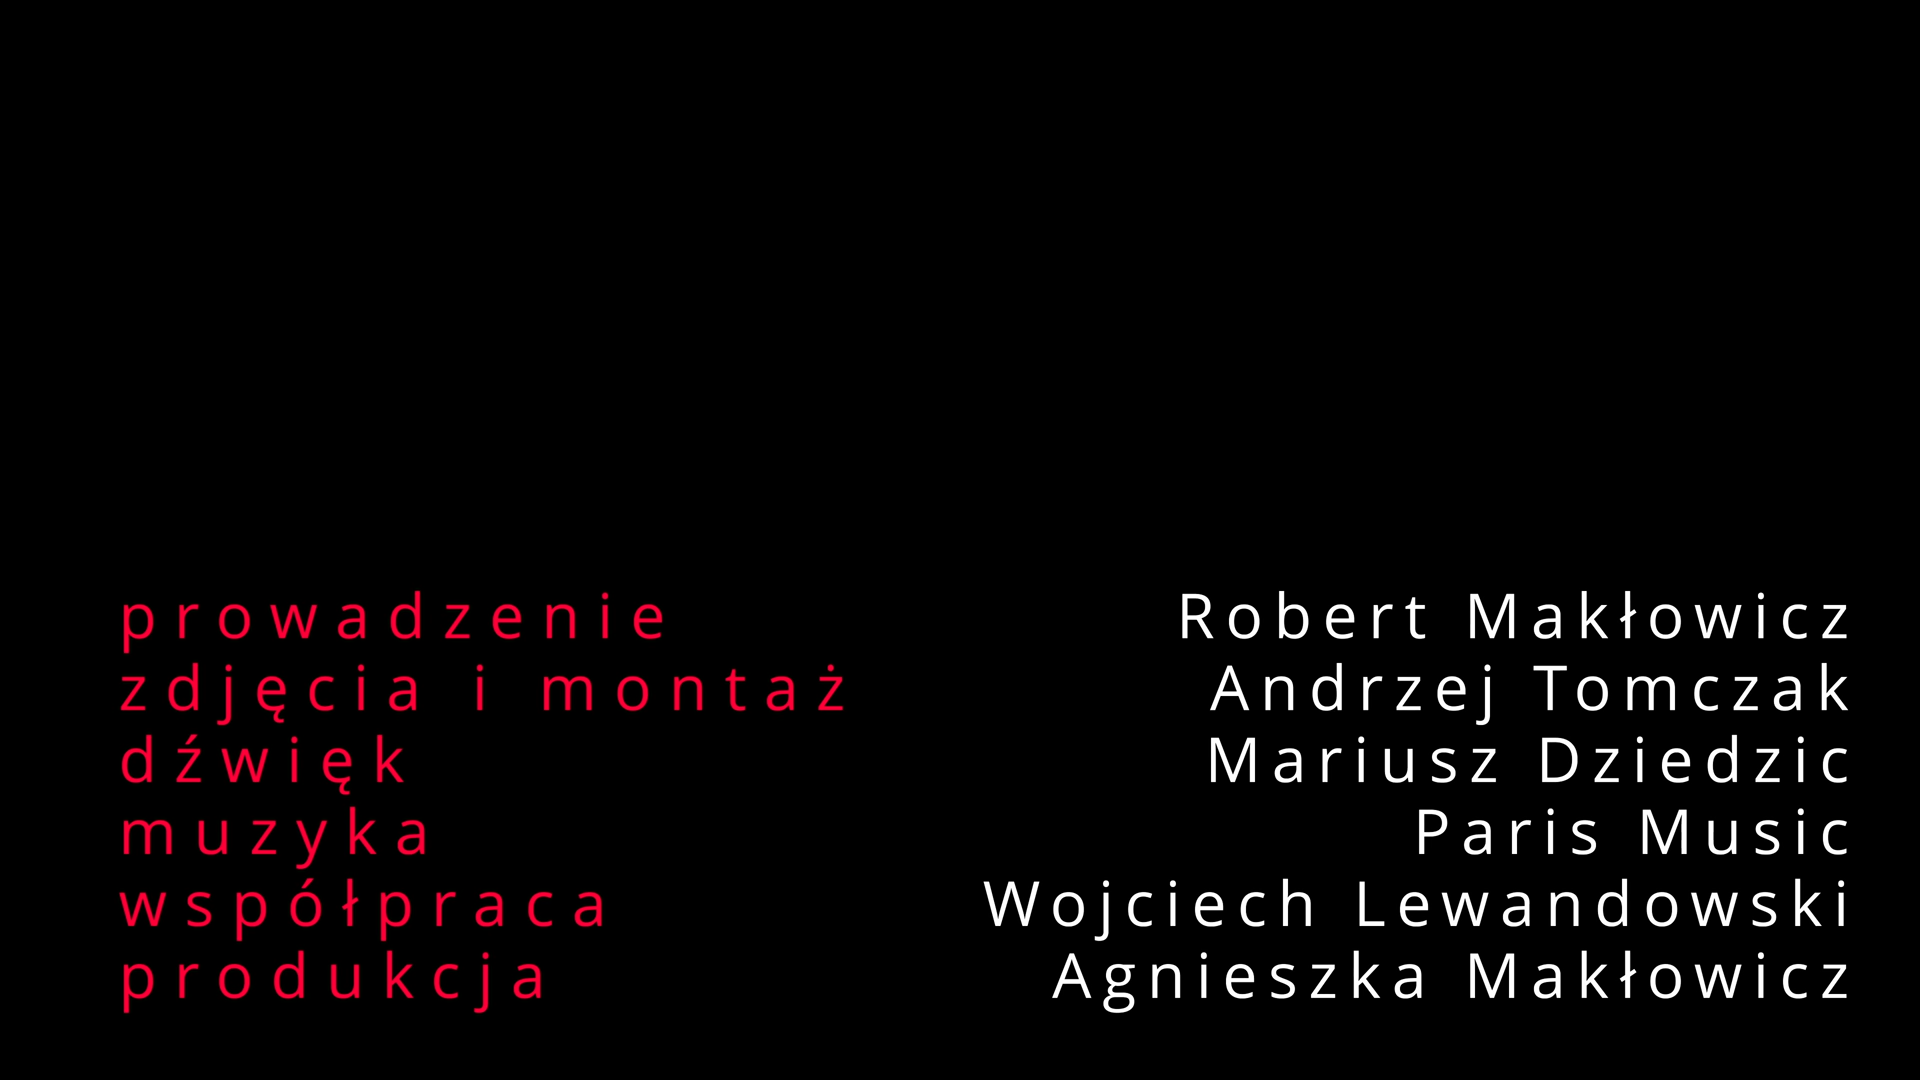 prowadzenie Robert Makłowicz
zdjęcia i montaż Andrzej Tomczak
dźwięk Mariusz Dziedzic
muzyka Paris Music
współpraca Wojciech Lewandowski
produkcja Agnieszka Makłowicz